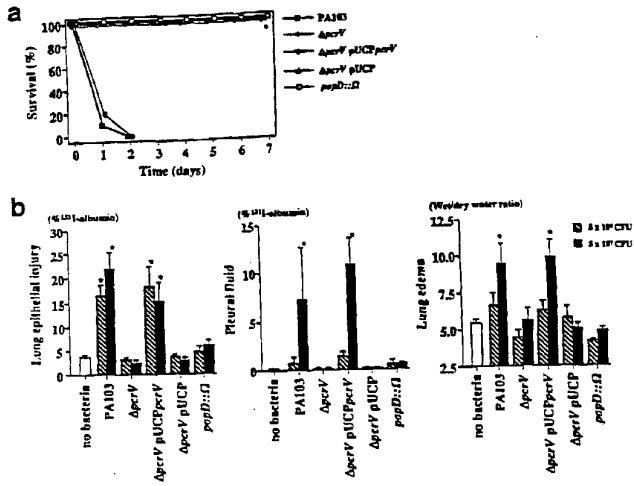 a
PA103
ΔpcrV
ΔpcrV pUCPpcrV
ΔpcrV pUCP
popD::Ω
Survival (%)
100
80
60
40
20
0
0 1 2 3 4 5 6 7
Time (days)
*
b
(% ¹³¹I-albumin)
Lung epithelial injury
30
25
20
15
10
5
0
* * * *
no bacteria
PA103
ΔpcrV
ΔpcrV pUCPpcrV
ΔpcrV pUCP
popD::Ω
(% ¹³¹I-albumin)
Pleural fluid
15
10
5
0
* *
no bacteria
PA103
ΔpcrV
ΔpcrV pUCPpcrV
ΔpcrV pUCP
popD::Ω
(Wet/dry water ratio)
Lung edema
12.5
10.0
7.5
5.0
2.5
* *
no bacteria
PA103
ΔpcrV
ΔpcrV pUCPpcrV
ΔpcrV pUCP
popD::Ω
CFU
CFU